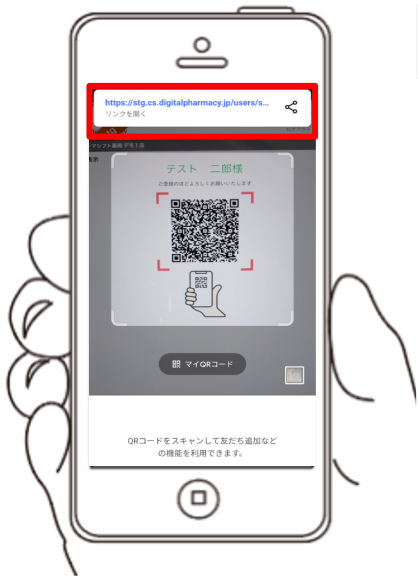 https://stg.cs.digitalpharmacy.jp/users/s...
リンクを開く
テスト 二郎様
ご登録のほどよろしくお願いいたします
マイQRコード
QRコードをスキャンして友だち追加など
の機能を利用できます。